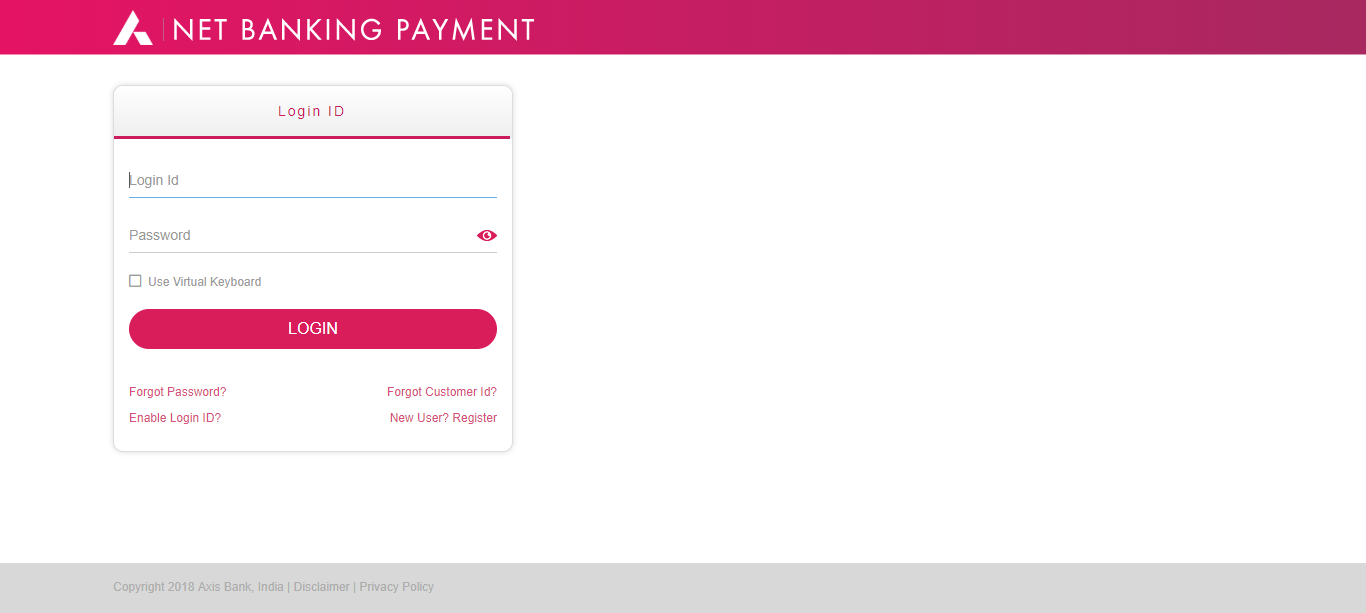 NET BANKING PAYMENT
Login ID
Login Id
Password
Use Virtual Keyboard
LOGIN
Forgot Password? Forgot Customer Id?
Enable Login ID? New User? Register
Copyright 2018 Axis Bank, India | Disclaimer | Privacy Policy